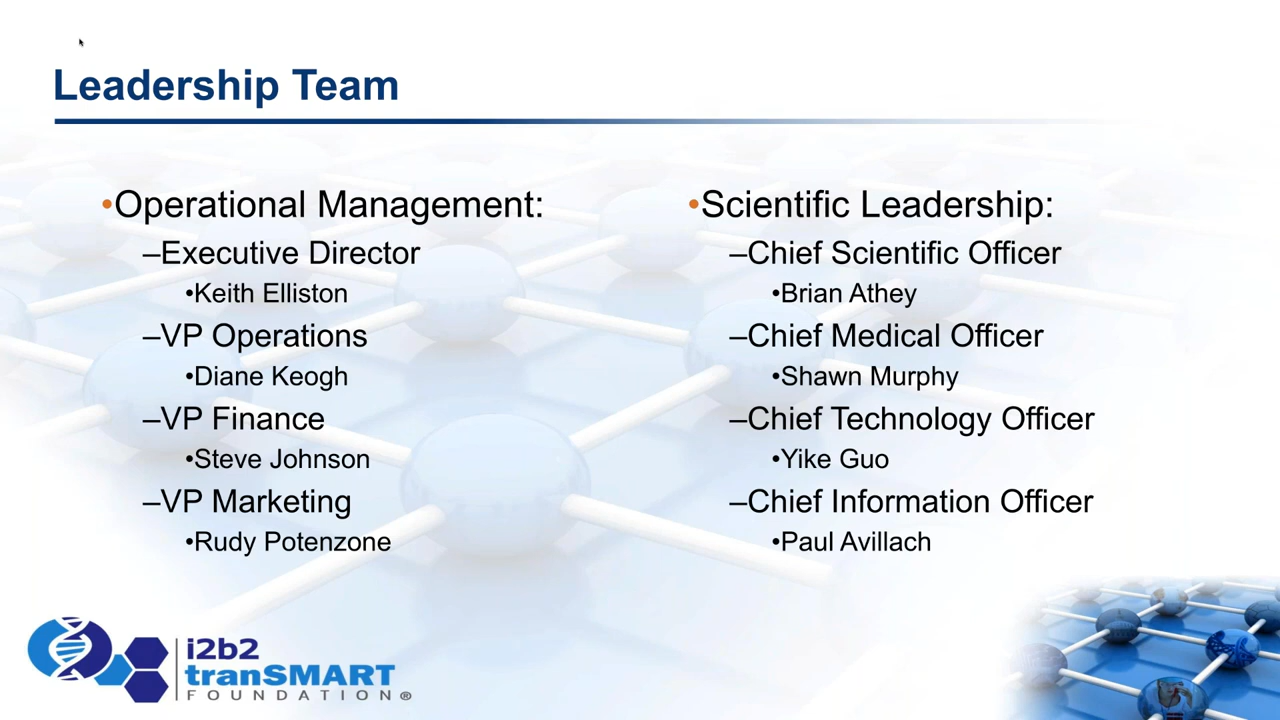 Leadership Team
•Operational Management:
–Executive Director
•Keith Elliston
–VP Operations
•Diane Keogh
–VP Finance
•Steve Johnson
–VP Marketing
•Rudy Potenzone
•Scientific Leadership:
–Chief Scientific Officer
•Brian Athey
–Chief Medical Officer
•Shawn Murphy
–Chief Technology Officer
•Yike Guo
–Chief Information Officer
•Paul Avillach
i2b2
tranSMART
FOUNDATION®